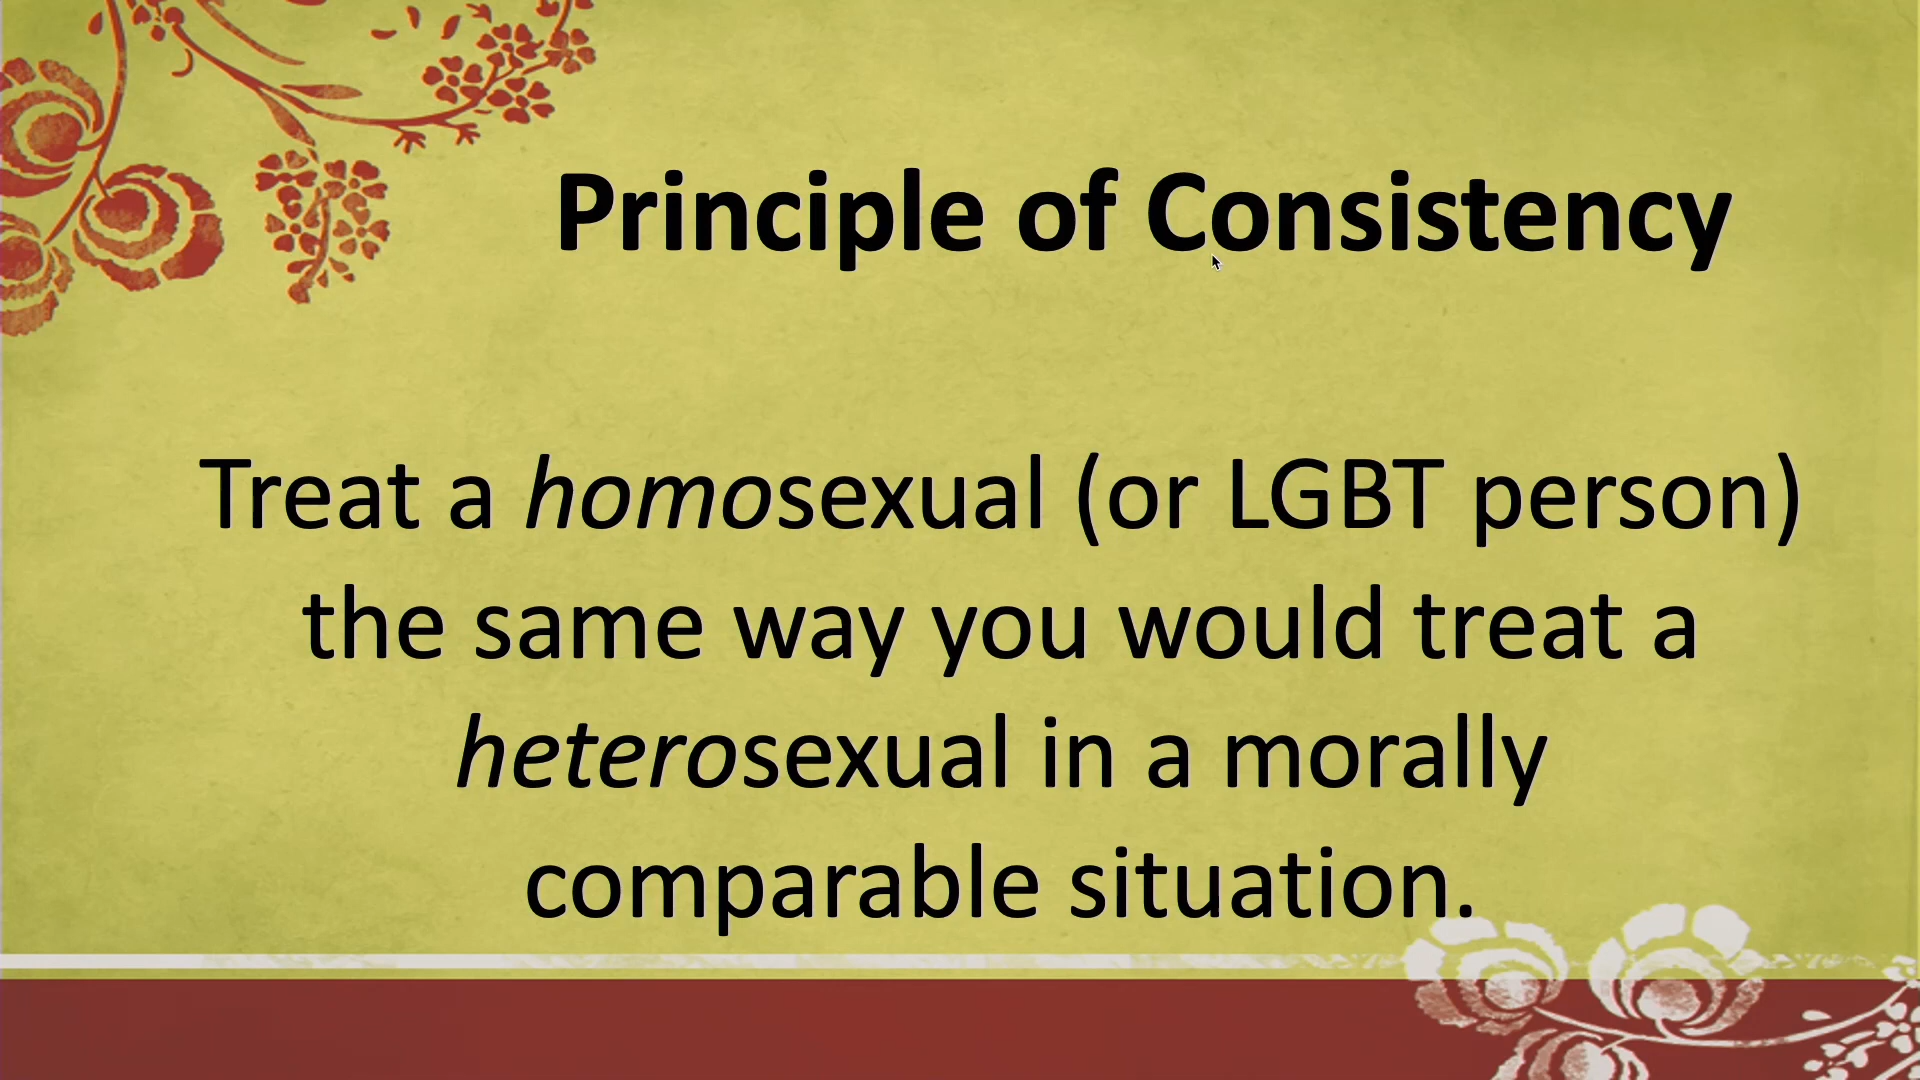 Principle of Consistency
Treat a homosexual (or LGBT person)
the same way you would treat a
heterosexual in a morally
comparable situation.